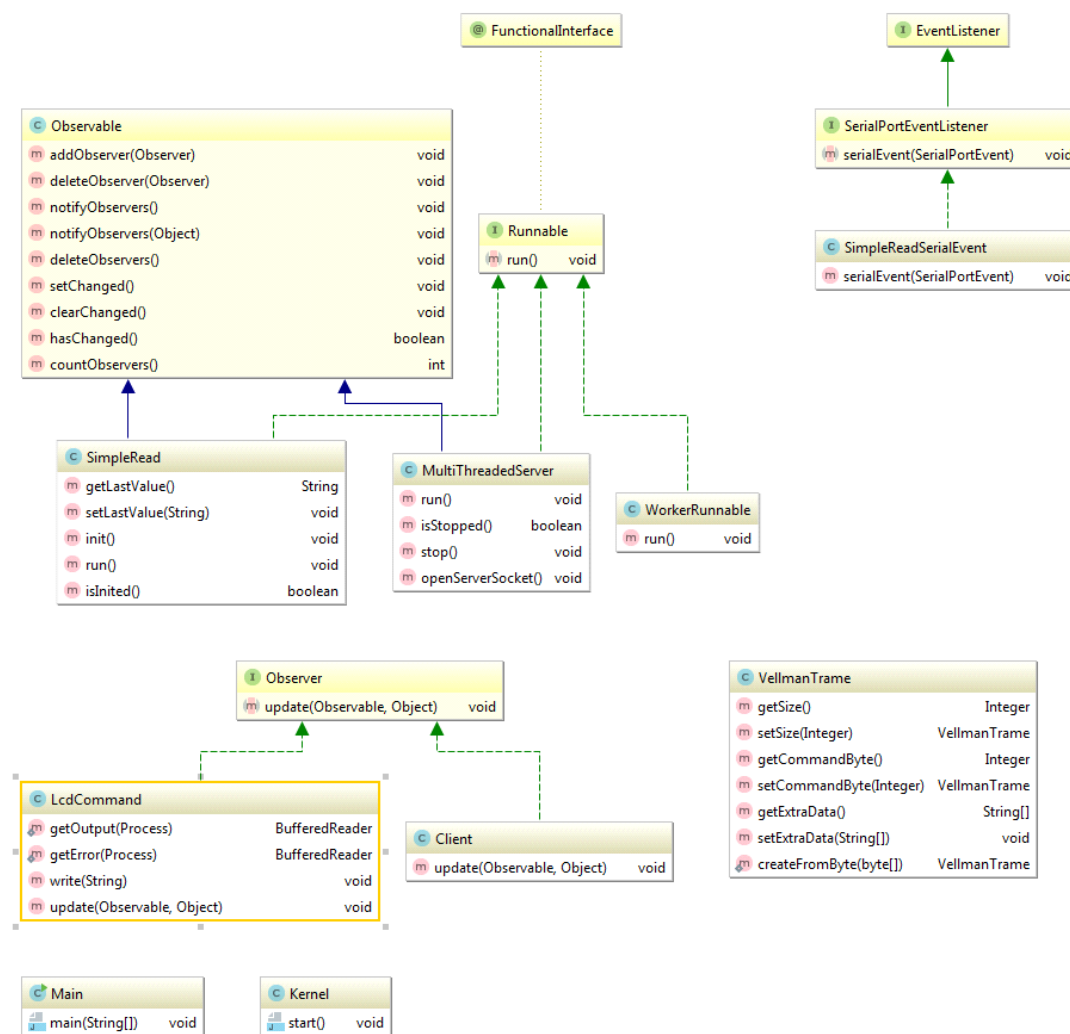 @ FunctionalInterface
I EventListener
C Observable
m addObserver(Observer) void
m deleteObserver(Observer) void
m notifyObservers() void
m notifyObservers(Object) void
m deleteObservers() void
m setChanged() void
m clearChanged() void
m hasChanged() boolean
m countObservers() int
I SerialPortEventListener
m serialEvent(SerialPortEvent) void
I Runnable
m run() void
C SimpleReadSerialEvent
m serialEvent(SerialPortEvent) void
C SimpleRead
m getLastValue() String
m setLastValue(String) void
m init() void
m run() void
m isInited() boolean
C MultiThreadedServer
m run() void
m isStopped() boolean
m stop() void
m openServerSocket() void
C WorkerRunnable
m run() void
I Observer
m update(Observable, Object) void
C VellmanTrame
m getSize() Integer
m setSize(Integer) VellmanTrame
m getCommandByte() Integer
m setCommandByte(Integer) VellmanTrame
m getExtraData() String[]
m setExtraData(String[]) void
m createFromByte(byte[]) VellmanTrame
C LcdCommand
m getOutput(Process) BufferedReader
m getError(Process) BufferedReader
m write(String) void
m update(Observable, Object) void
C Client
m update(Observable, Object) void
C Main
main(String[]) void
C Kernel
start() void